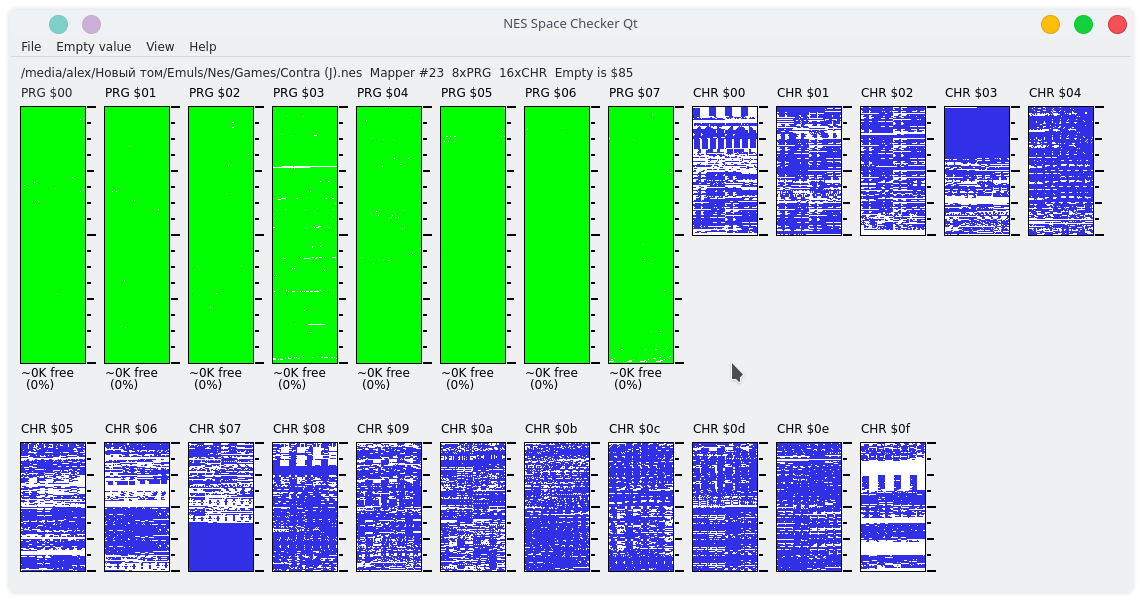 NES Space Checker Qt
File Empty value View Help
/media/alex/Новый том/Emuls/Nes/Games/Contra (J).nes Mapper #23 8xPRG 16xCHR Empty is $85
PRG $00 PRG $01 PRG $02 PRG $03 PRG $04 PRG $05 PRG $06 PRG $07 CHR $00 CHR $01 CHR $02 CHR $03 CHR $04
~0K free ~0K free ~0K free ~0K free ~0K free ~0K free ~0K free ~0K free
(0%) (0%) (0%) (0%) (0%) (0%) (0%) (0%)
CHR $05 CHR $06 CHR $07 CHR $08 CHR $09 CHR $0a CHR $0b CHR $0c CHR $0d CHR $0e CHR $0f